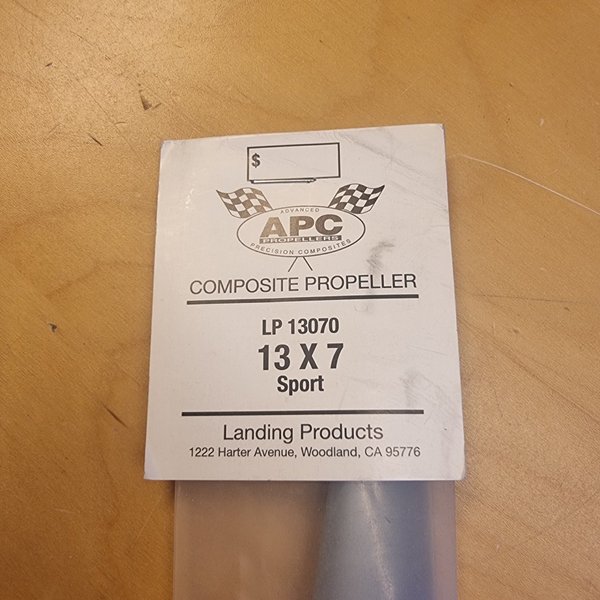 $
ADVANCED
APC
PROPELLERS
PRECISION COMPOSITES
COMPOSITE PROPELLER
LP 13070
13 X 7
Sport
Landing Products
1222 Harter Avenue, Woodland, CA 95776